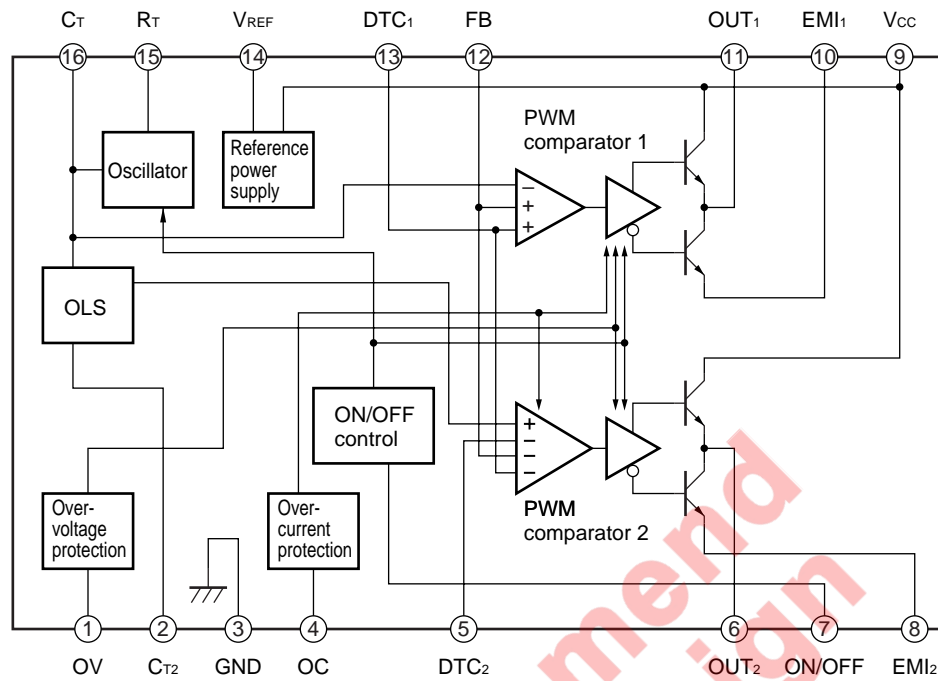 CT RT VREF DTC1 FB OUT1 EMI1 VCC
16 15 14 13 12 11 10 9
PWM
comparator 1
Oscillator
Reference
power
supply
−
+
+
OLS
ON/OFF
control
+
−
−
−
Over-
voltage
protection
Over-
current
protection
PWM
comparator 2
1 2 3 4 5 6 7 8
OV CT2 GND OC DTC2 OUT2 ON/OFF EMI2
mend
ign